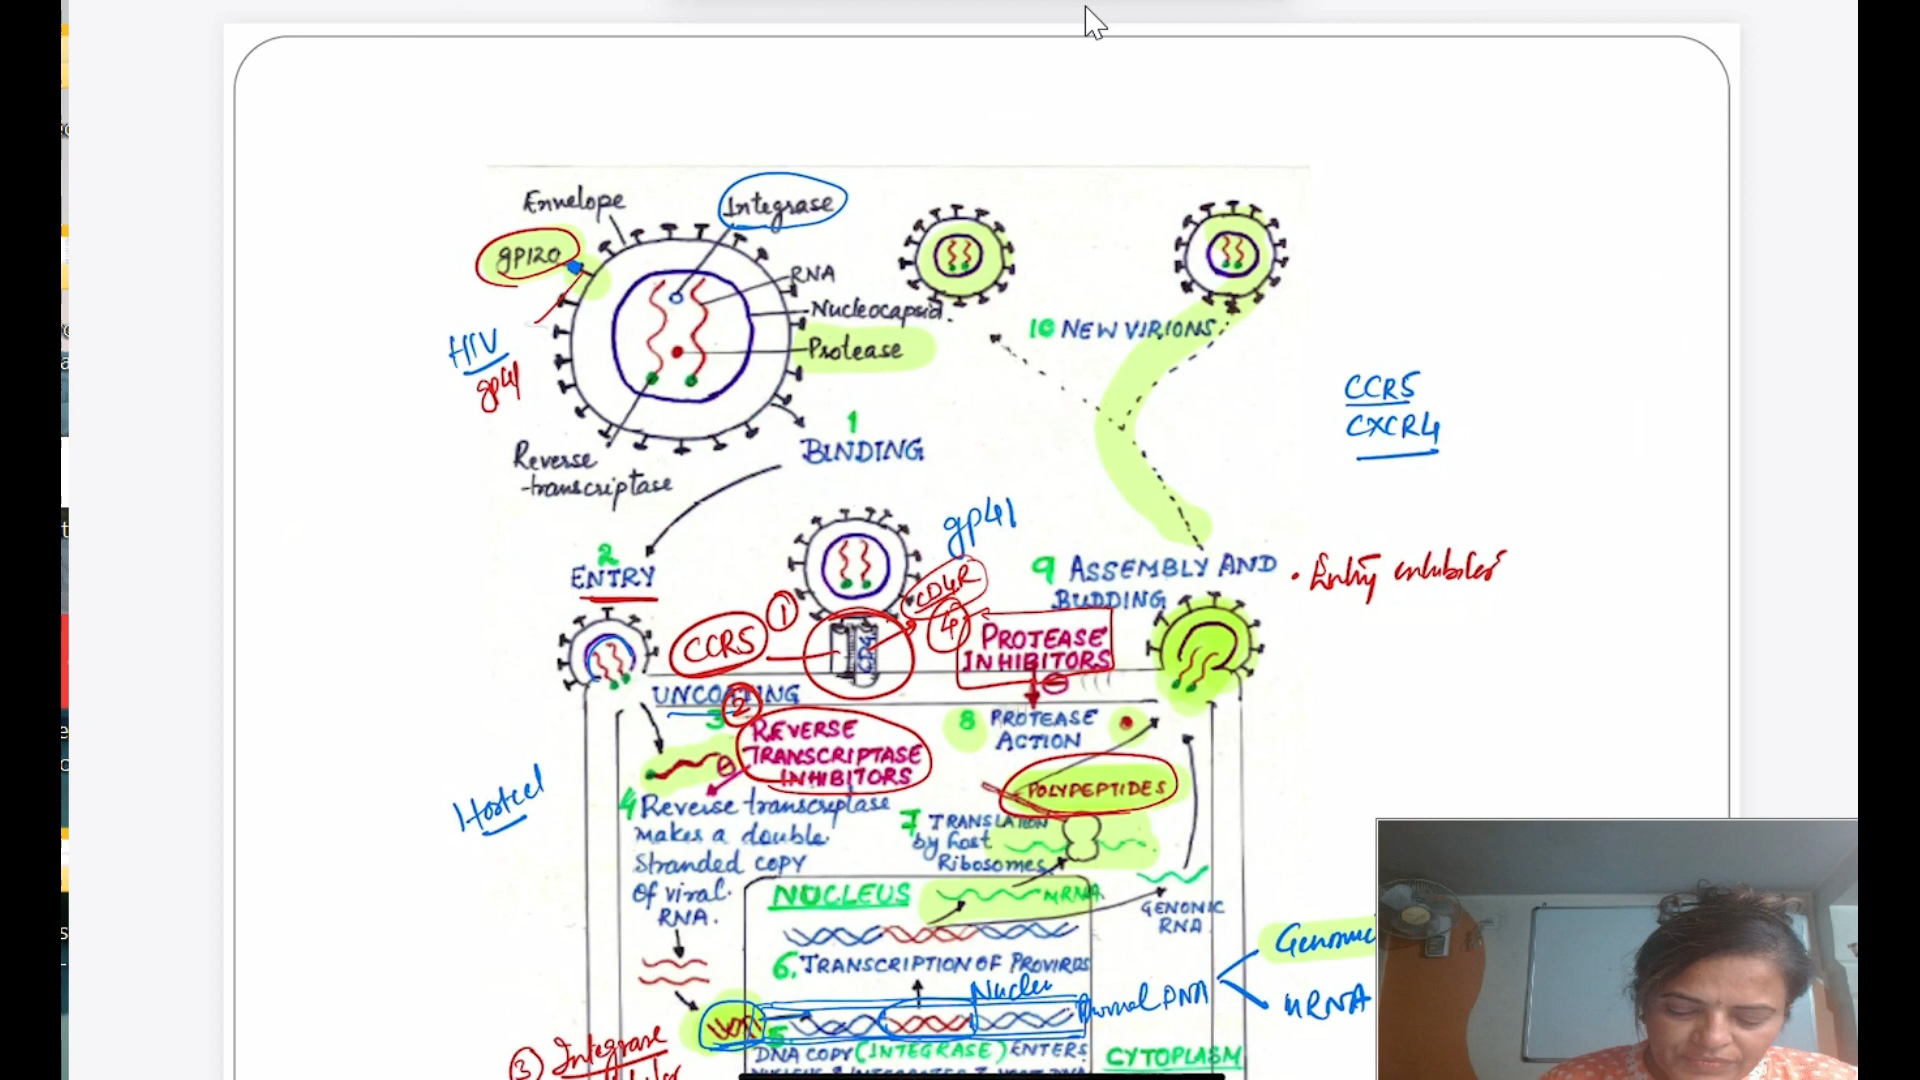 Envelope
Integrase
gp120
RNA
Nucleocapsid.
Protease
HIV
gp41
Reverse
-transcriptase
1
BINDING
10 NEW VIRIONS
CCR5
CXCR4
gp41
2
ENTRY
9 ASSEMBLY AND
BUDDING
CD4R
CCR5
1
CD4
4
PROTEASE
INHIBITORS
UNCOATING
3
2
REVERSE
TRANSCRIPTASE
INHIBITORS
8 PROTEASE
ACTION
POLYPEPTIDES
4 Reverse transcriptase
makes a double
stranded copy
of viral
RNA.
7 TRANSLATION
by host
Ribosomes
NUCLEUS
mRNA
GENOMIC
RNA
6. TRANSCRIPTION OF PROVIRUS
5.
DNA COPY (INTEGRASE) ENTERS
CYTOPLASM
mRNA
3 Integrase